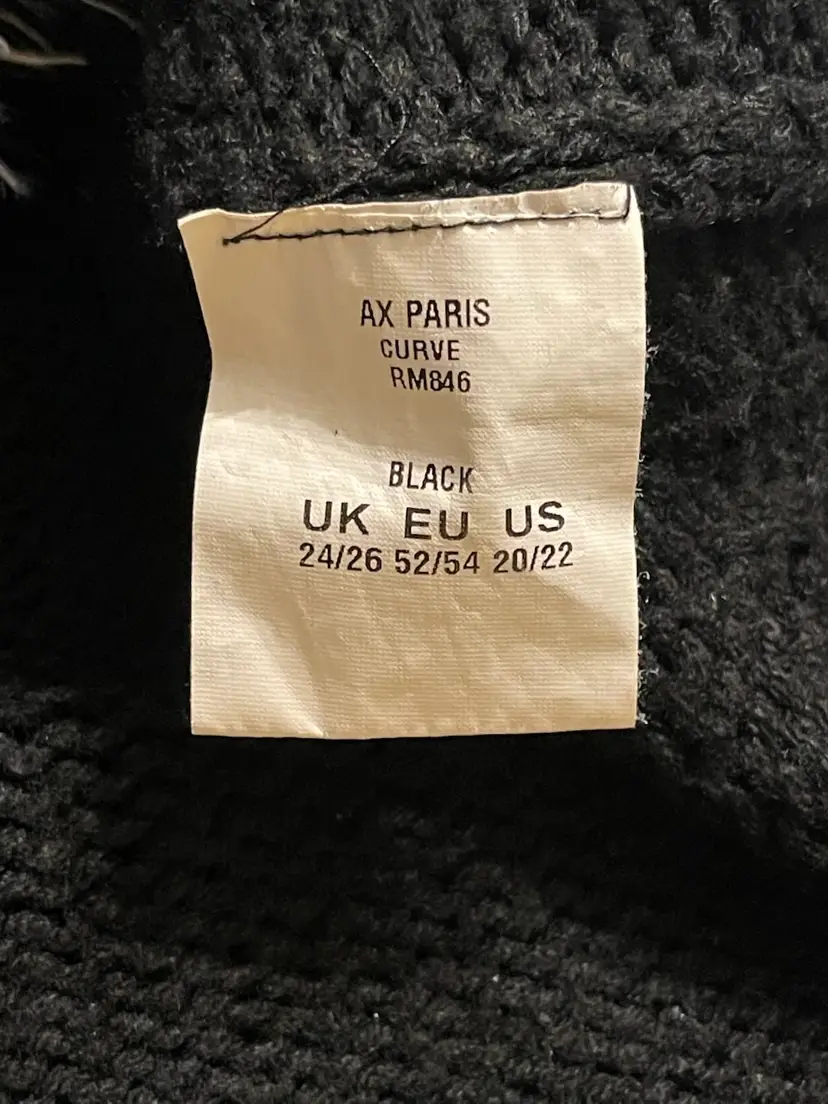 AX PARIS
CURVE
RM846
BLACK
UK EU US
24/26 52/54 20/22